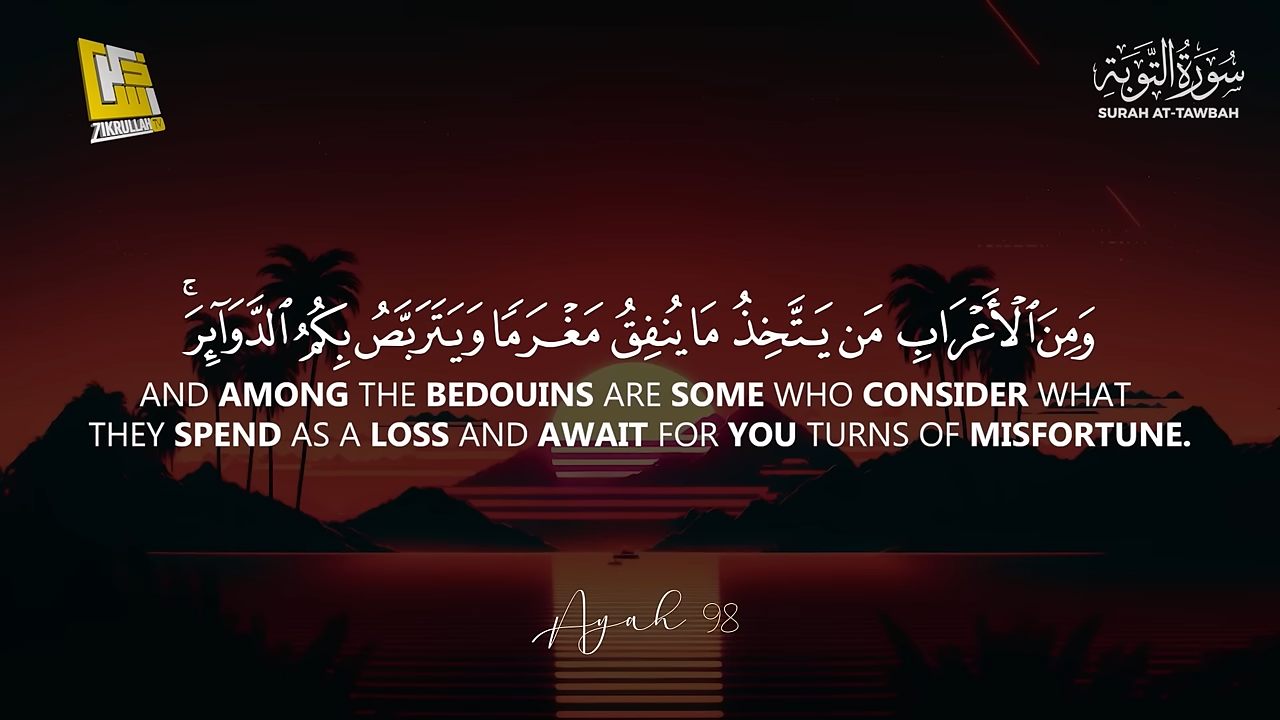 ZIKRULLAH TV
سُورَةُ التَّوبَةِ
SURAH AT-TAWBAH
وَمِنَ ٱلْأَعْرَابِ مَن يَتَّخِذُ مَا يُنفِقُ مَغْرَمًا وَيَتَرَبَّصُ بِكُمُ ٱلدَّوَآئِرَ ۚ
AND AMONG THE BEDOUINS ARE SOME WHO CONSIDER WHAT
THEY SPEND AS A LOSS AND AWAIT FOR YOU TURNS OF MISFORTUNE.
Ayah 98